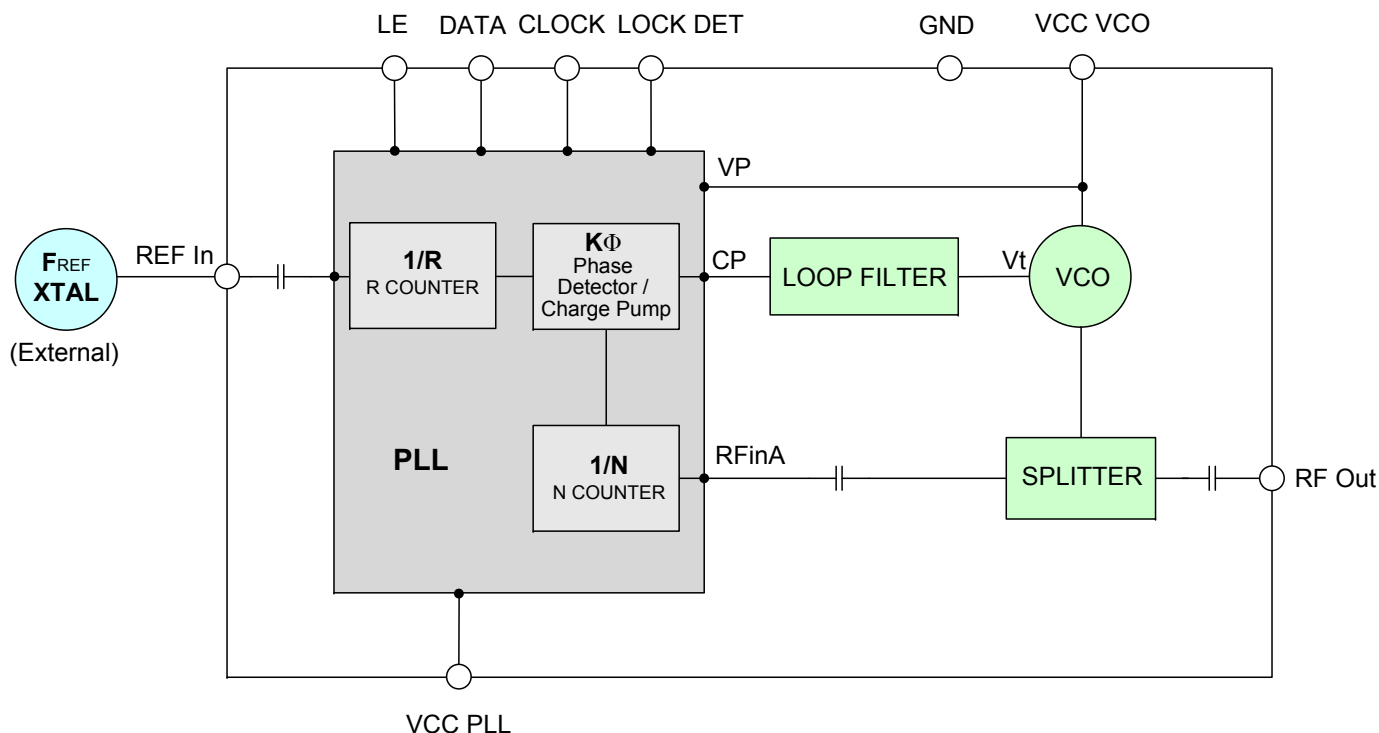 LE DATA CLOCK LOCK DET GND VCC VCO
VP
FREF
XTAL
(External)
REF In
1/R
R COUNTER
KΦ
Phase
Detector /
Charge Pump
CP
LOOP FILTER
Vt
VCO
PLL
1/N
N COUNTER
RFinA
SPLITTER
RF Out
VCC PLL